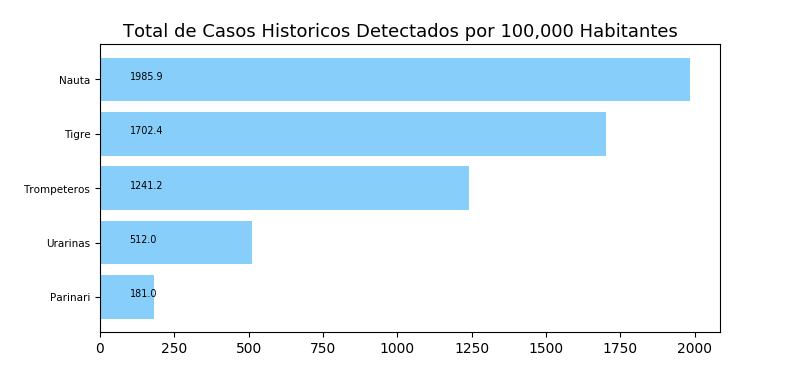 Total de Casos Historicos Detectados por 100,000 Habitantes
Nauta 1985.9
Tigre 1702.4
Trompeteros 1241.2
Urarinas 512.0
Parinari 181.0
0 250 500 750 1000 1250 1500 1750 2000